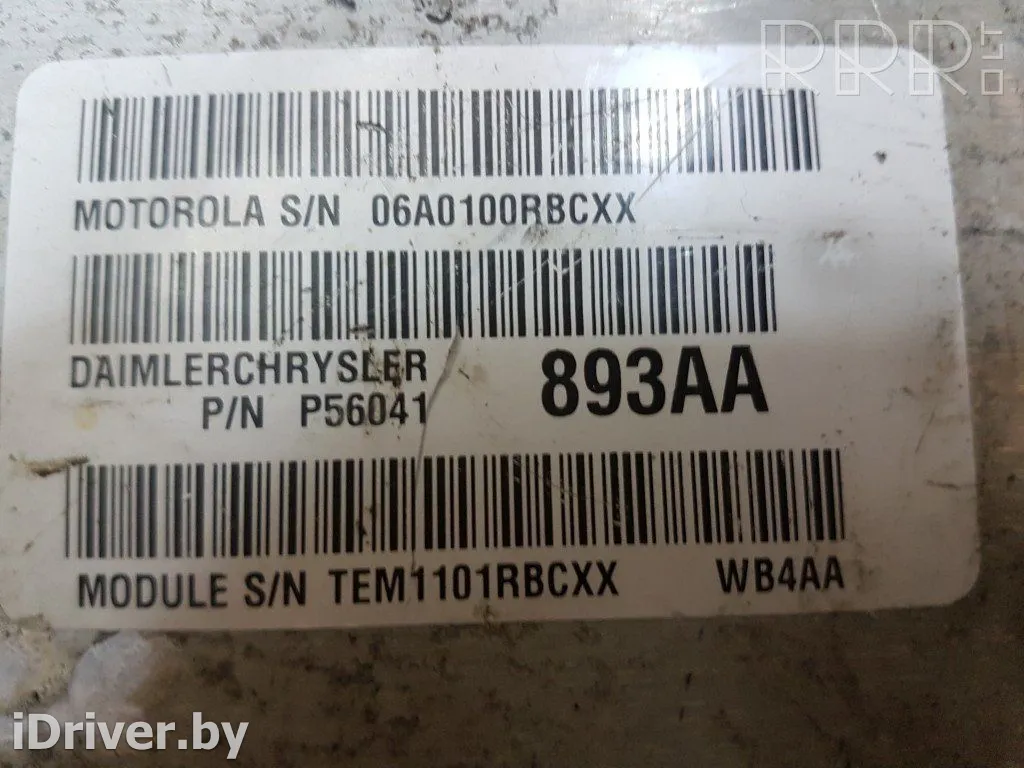 RRR.LT
MOTOROLA S/N 06A0100RBCXX
DAIMLERCHRYSLER 893AA
P/N P56041
MODULE S/N TEM1101RBCXX WB4AA
iDriver.by